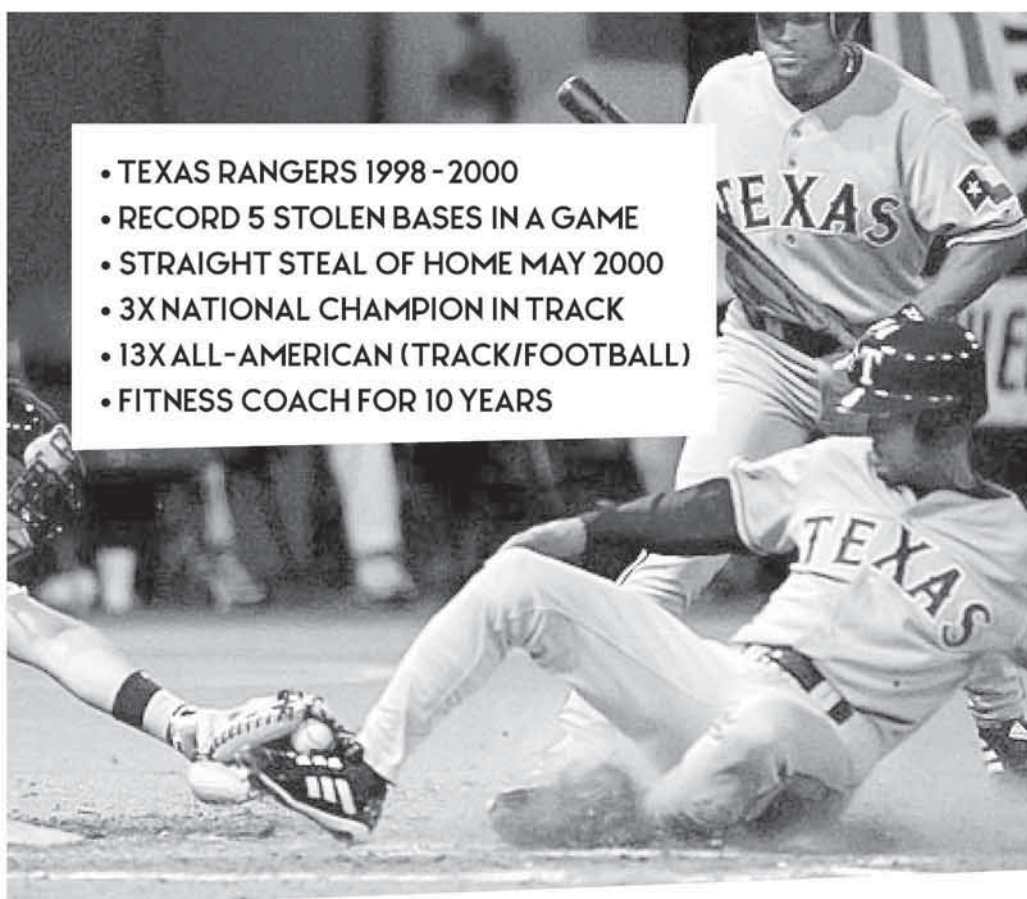 • TEXAS RANGERS 1998-2000
• RECORD 5 STOLEN BASES IN A GAME
• STRAIGHT STEAL OF HOME MAY 2000
• 3X NATIONAL CHAMPION IN TRACK
• 13X ALL-AMERICAN (TRACK/FOOTBALL)
• FITNESS COACH FOR 10 YEARS
TEXAS
T
TEXAS